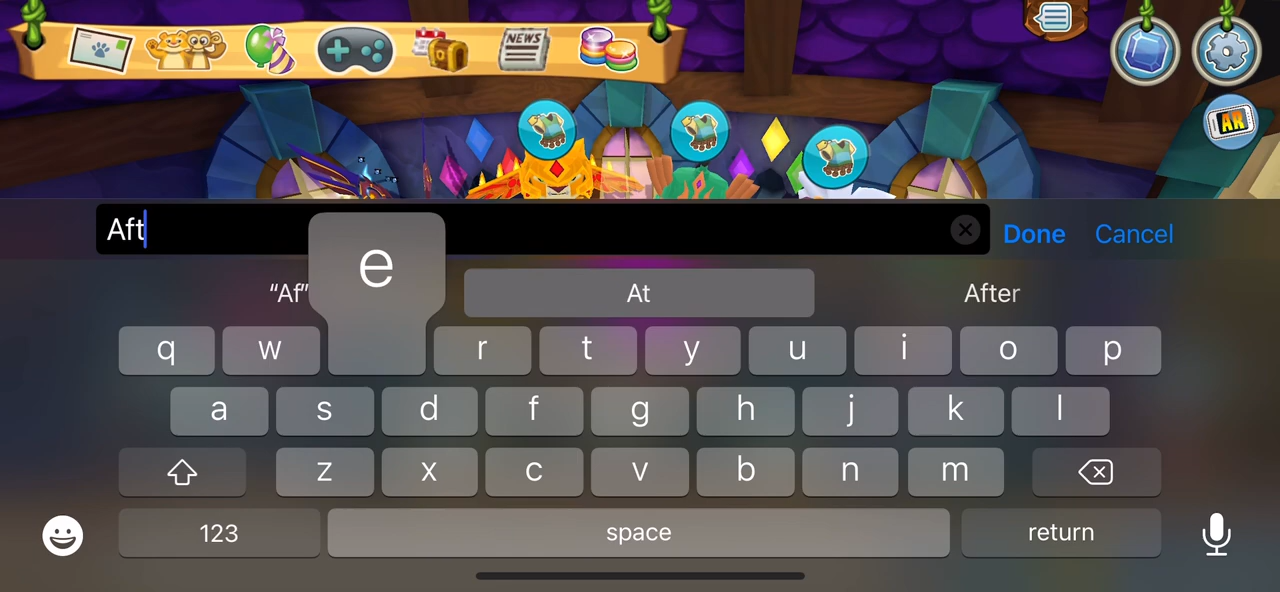 NEWS
AR
Aft
Done
Cancel
e
“Af”
At
After
q w r t y u i o p
a s d f g h j k l
z x c v b n m
123
space
return